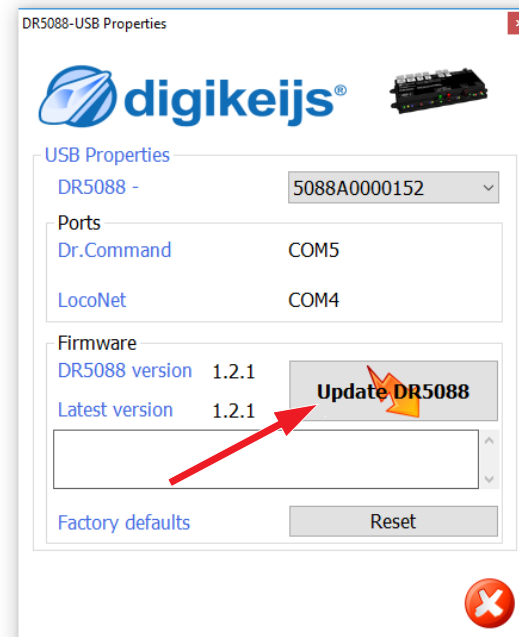 DR5088-USB Properties
digikeijs®
USB Properties
DR5088 - 5088A0000152
Ports
Dr.Command COM5
LocoNet COM4
Firmware
DR5088 version 1.2.1
Update DR5088
Latest version 1.2.1
Factory defaults Reset